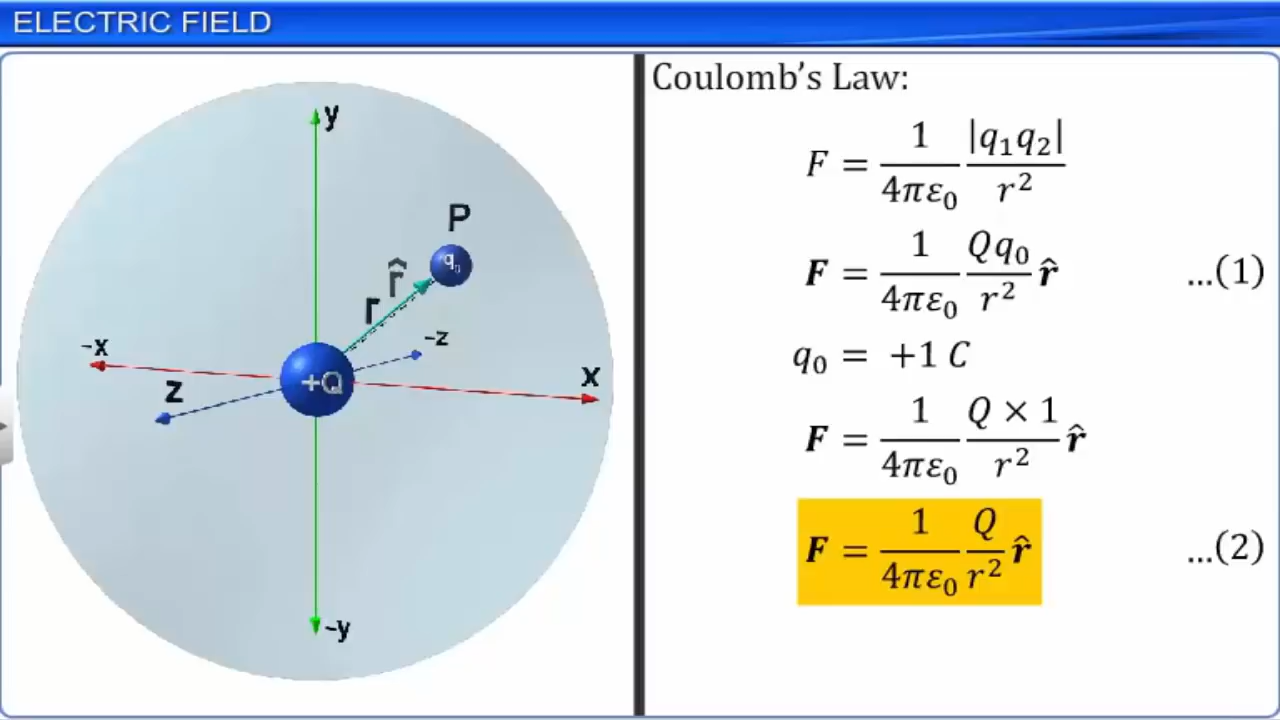 ELECTRIC FIELD
y
P
q₀
r̂
r
-z
-x
z
+Q
x
-y
Coulomb's Law:
F = 1/4πε₀ |q₁q₂|/r²
F = 1/4πε₀ Qq₀/r² r̂ ...(1)
q₀ = +1 C
F = 1/4πε₀ Q × 1/r² r̂
F = 1/4πε₀ Q/r² r̂ ...(2)